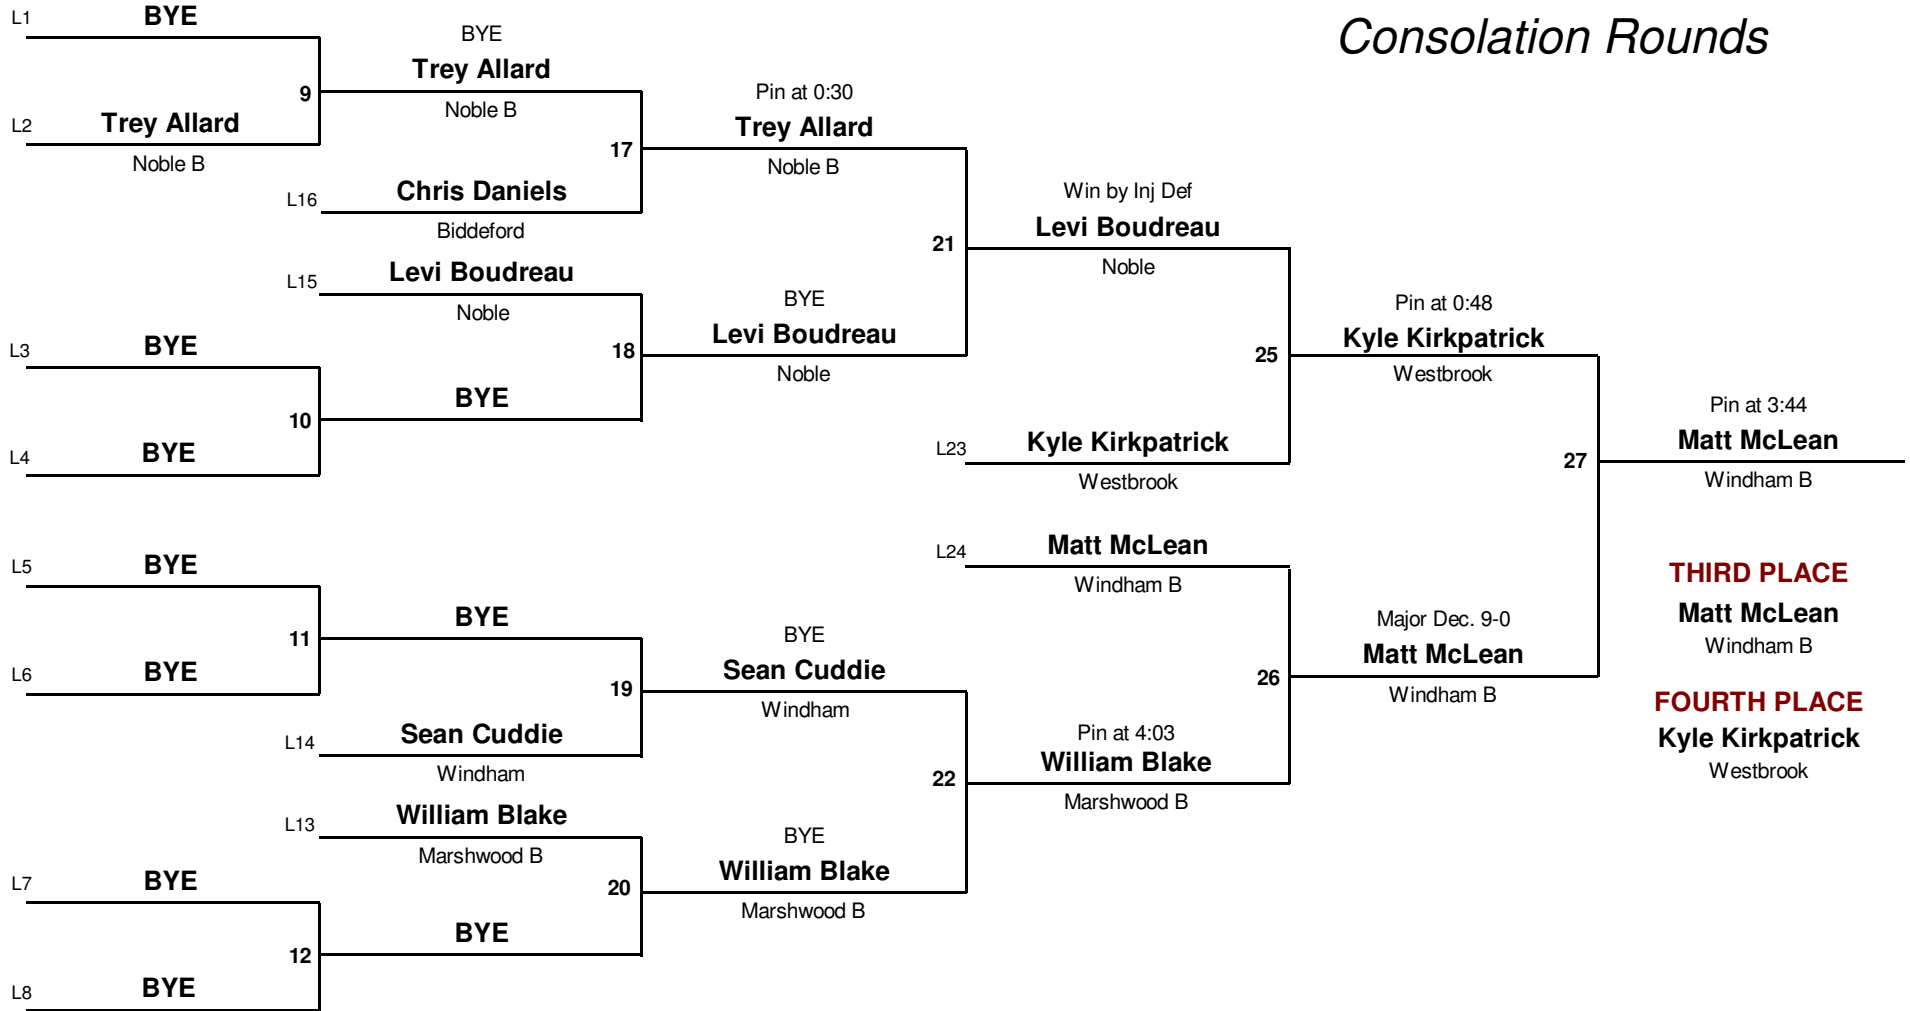 Consolation Rounds
L1
BYE
L2
Trey Allard
Noble B
9
BYE
Trey Allard
Noble B
L16
Chris Daniels
Biddeford
17
Pin at 0:30
Trey Allard
Noble B
L15
Levi Boudreau
Noble
L3
BYE
L4
BYE
10
BYE
18
BYE
Levi Boudreau
Noble
21
Win by Inj Def
Levi Boudreau
Noble
L23
Kyle Kirkpatrick
Westbrook
25
Pin at 0:48
Kyle Kirkpatrick
Westbrook
L5
BYE
L6
BYE
11
BYE
L14
Sean Cuddie
Windham
19
BYE
Sean Cuddie
Windham
L13
William Blake
Marshwood B
L7
BYE
L8
BYE
12
BYE
20
BYE
William Blake
Marshwood B
22
Pin at 4:03
William Blake
Marshwood B
L24
Matt McLean
Windham B
26
Major Dec. 9-0
Matt McLean
Windham B
27
Pin at 3:44
Matt McLean
Windham B
THIRD PLACE
Matt McLean
Windham B
FOURTH PLACE
Kyle Kirkpatrick
Westbrook